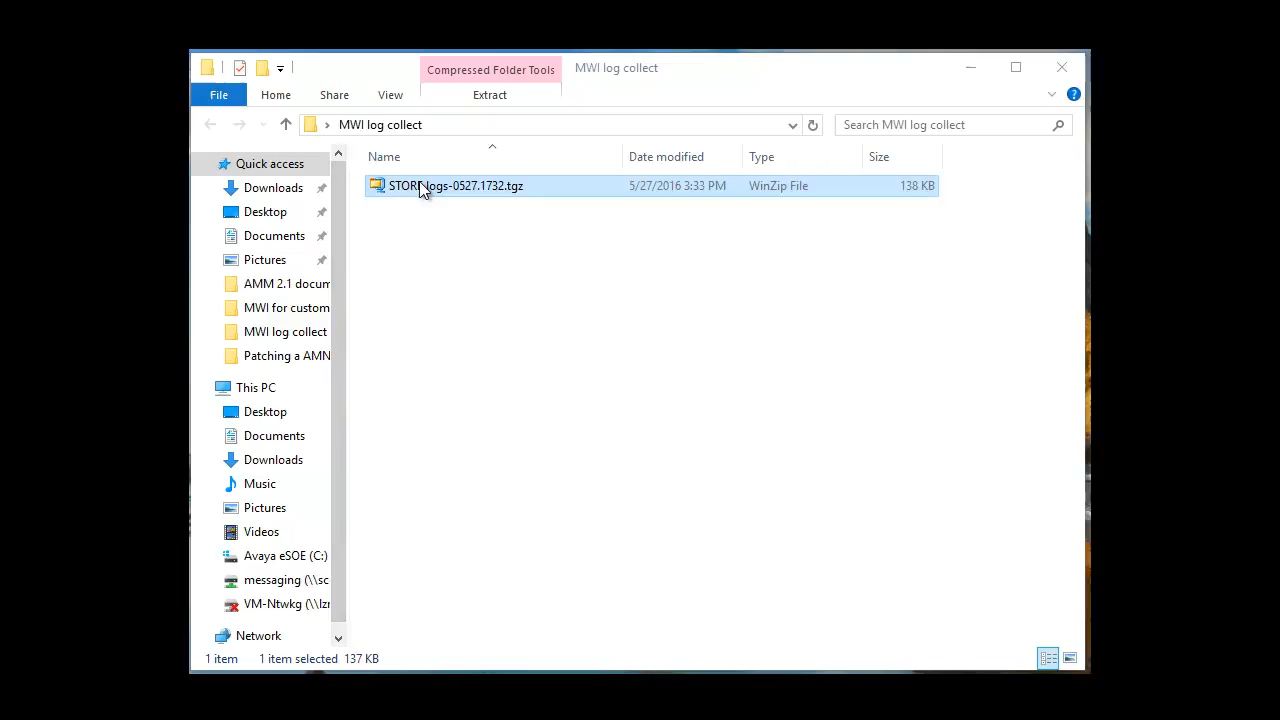 Compressed Folder Tools
MWI log collect
File
Home
Share
View
Extract
MWI log collect
Search MWI log collect
Name
Date modified
Type
Size
STORE-logs-0527.1732.tgz
5/27/2016 3:33 PM
WinZip File
138 KB
Quick access
Downloads
Desktop
Documents
Pictures
AMM 2.1 docum
MWI for custom
MWI log collect
Patching a AMN
This PC
Desktop
Documents
Downloads
Music
Pictures
Videos
Avaya eSOE (C:)
messaging (\\sc
VM-Ntwkg (\\lzr
Network
1 item
1 item selected 137 KB